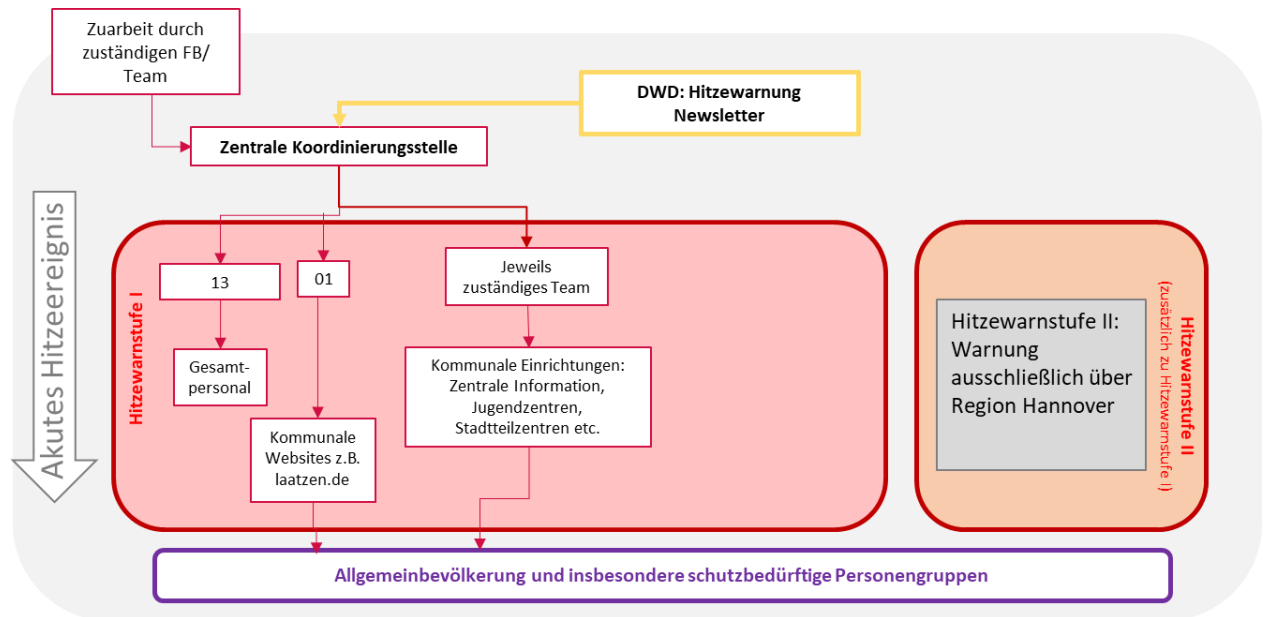 Zuarbeit durch
zuständigen FB/
Team
DWD: Hitzewarnung
Newsletter
Zentrale Koordinierungsstelle
Akutes Hitzeereignis
Hitzewarnstufe I
13
01
Jeweils
zuständiges Team
Gesamt-
personal
Kommunale Einrichtungen:
Zentrale Information,
Jugendzentren,
Stadtteilzentren etc.
Kommunale
Websites z.B.
laatzen.de
Hitzewarnstufe II:
Warnung
ausschließlich über
Region Hannover
Hitzewarnstufe II
(zusätzlich zu Hitzewarnstufe I)
Allgemeinbevölkerung und insbesondere schutzbedürftige Personengruppen